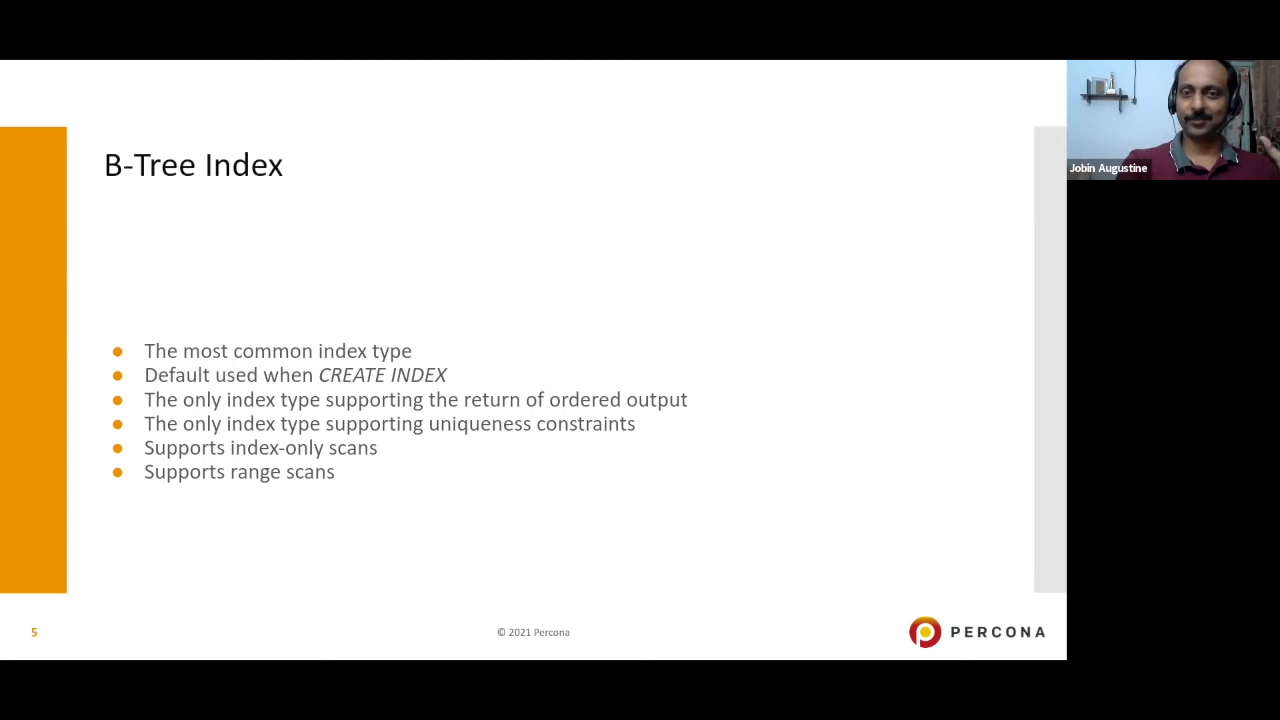 B-Tree Index
● The most common index type
● Default used when CREATE INDEX
● The only index type supporting the return of ordered output
● The only index type supporting uniqueness constraints
● Supports index-only scans
● Supports range scans
5
© 2021 Percona
PERCONA
Jobin Augustine